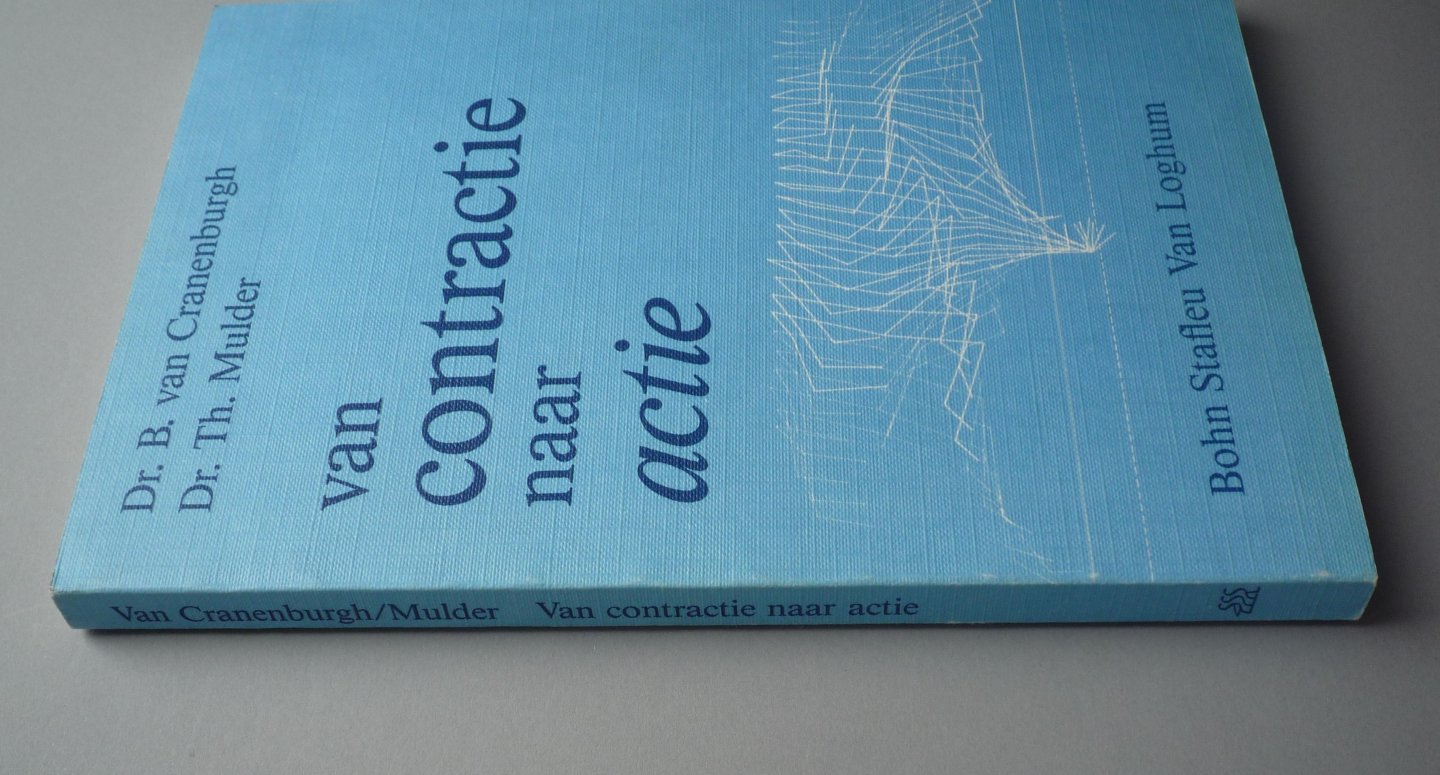 Dr. B. van Cranenburgh
Dr. Th. Mulder
van
contractie
naar
actie
Bohn Stafleu Van Loghum
Van Cranenburgh/Mulder Van contractie naar actie